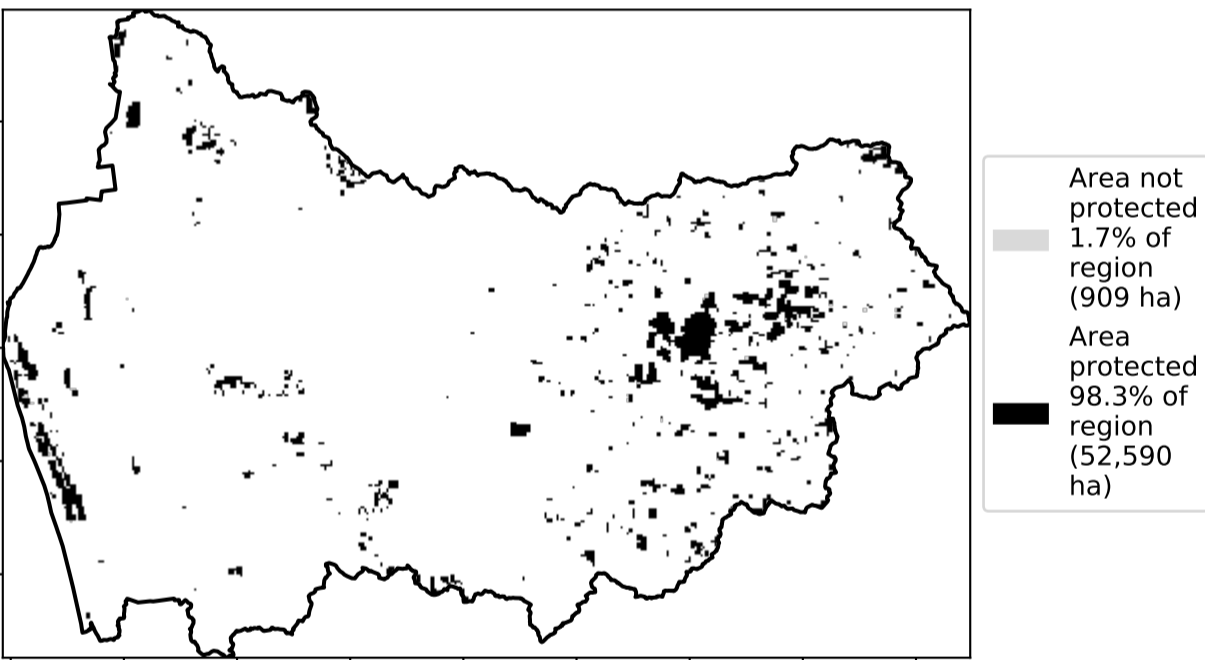 Area not
protected
1.7% of
region
(909 ha)
Area
protected
98.3% of
region
(52,590
ha)